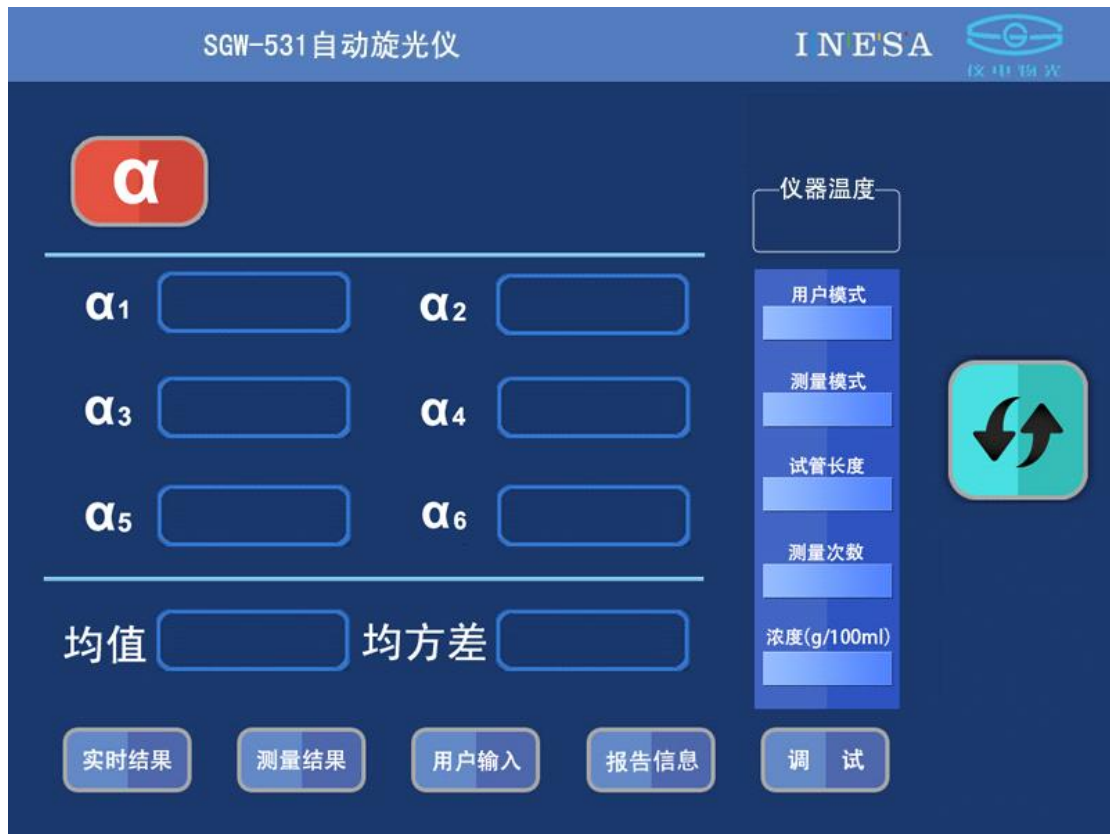 SGW-531自动旋光仪
INESA
仪电物光
α
仪器温度
α1
α2
用户模式
α3
α4
测量模式
试管长度
α5
α6
测量次数
均值
均方差
浓度(g/100ml)
实时结果
测量结果
用户输入
报告信息
调 试